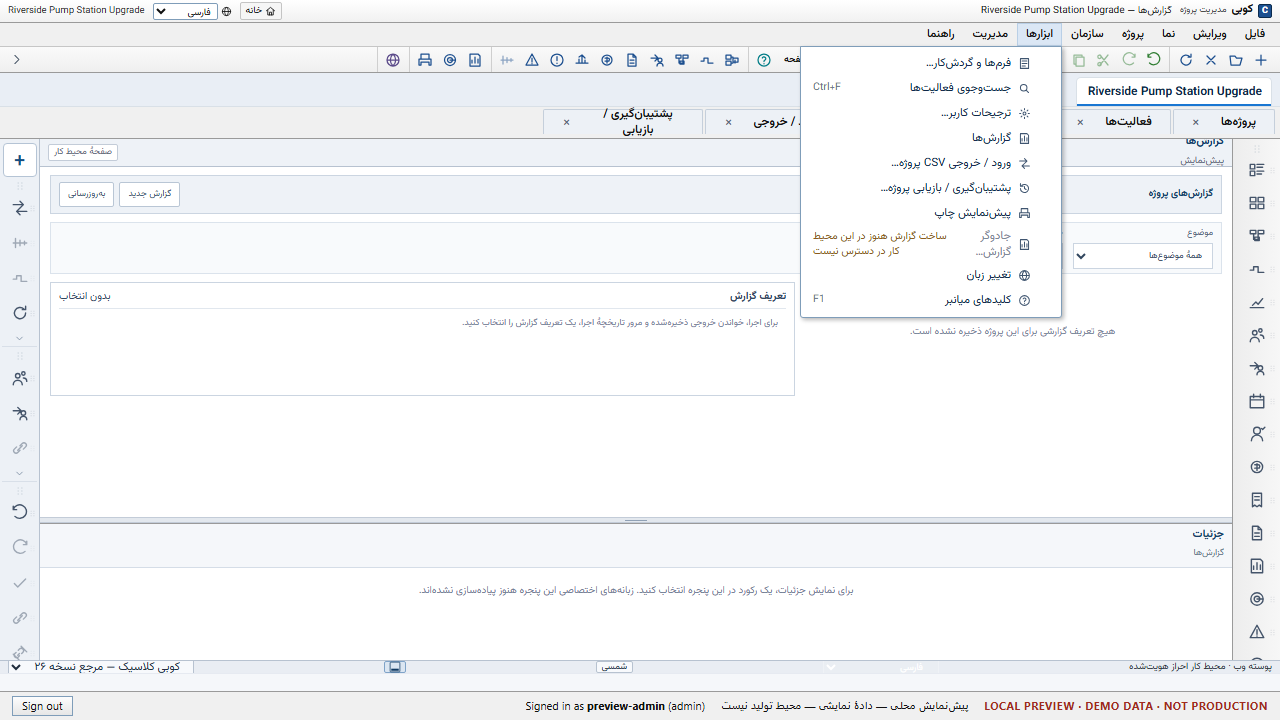 کوبی مدیریت پروژه گزارش‌ها — Riverside Pump Station Upgrade
خانه
فارسی
Riverside Pump Station Upgrade
فایل ویرایش نما پروژه سازمان ابزارها مدیریت راهنما
فرم‌ها و گردش‌کار...
جست‌وجوی فعالیت‌ها Ctrl+F
ترجیحات کاربر...
گزارش‌ها
ورود / خروجی CSV پروژه...
پشتیبان‌گیری / بازیابی پروژه...
پیش‌نمایش چاپ
جادوگر گزارش...
ساخت گزارش هنوز در این محیط کار در دسترس نیست
تغییر زبان
کلیدهای میانبر F1
Riverside Pump Station Upgrade
پروژه‌ها ×
فعالیت‌ها ×
/ خروجی ×
پشتیبان‌گیری / بازیابی ×
گزارش‌ها
پیش‌نمایش
صفحهٔ محیط کار
گزارش‌های پروژه
گزارش جدید
به‌روزرسانی
موضوع
همهٔ موضوع‌ها
هیچ تعریف گزارشی برای این پروژه ذخیره نشده است.
تعریف گزارش
بدون انتخاب
برای اجرا، خواندن خروجی ذخیره‌شده و مرور تاریخچهٔ اجرا، یک تعریف گزارش را انتخاب کنید.
جزئیات
گزارش‌ها
برای نمایش جزئیات، یک رکورد در این پنجره انتخاب کنید. زبانه‌های اختصاصی این پنجره هنوز پیاده‌سازی نشده‌اند.
پوسته وب · محیط کار احراز هویت‌شده
فارسی
شمسی
کوبی کلاسیک — مرجع نسخه ۲۶
LOCAL PREVIEW · DEMO DATA · NOT PRODUCTION
پیش‌نمایش محلی — دادهٔ نمایشی — محیط تولید نیست
Signed in as preview-admin (admin)
Sign out